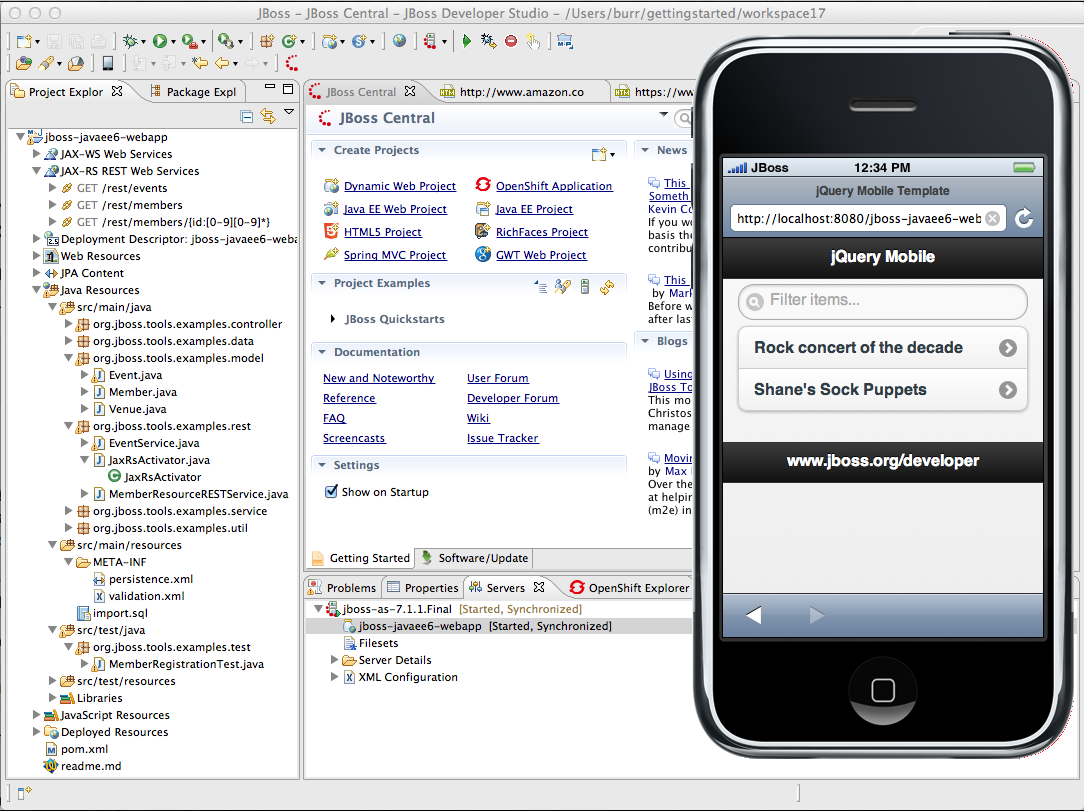 JBoss – JBoss Central – JBoss Developer Studio – /Users/burr/gettingstarted/workspace17
Project Explor
Package Expl
jboss-javaee6-webapp
JAX-WS Web Services
JAX-RS REST Web Services
GET /rest/events
GET /rest/members
GET /rest/members/{id:[0-9][0-9]*}
Deployment Descriptor: jboss-javaee6-weba
Web Resources
JPA Content
Java Resources
src/main/java
org.jboss.tools.examples.controller
org.jboss.tools.examples.data
org.jboss.tools.examples.model
Event.java
Member.java
Venue.java
org.jboss.tools.examples.rest
EventService.java
JaxRsActivator.java
JaxRsActivator
MemberResourceRESTService.java
org.jboss.tools.examples.service
org.jboss.tools.examples.util
src/main/resources
META-INF
persistence.xml
validation.xml
import.sql
src/test/java
org.jboss.tools.examples.test
MemberRegistrationTest.java
src/test/resources
Libraries
JavaScript Resources
Deployed Resources
pom.xml
readme.md
JBoss Central
http://www.amazon.co
https://ww
JBoss Central
Create Projects
Dynamic Web Project
OpenShift Application
Java EE Web Project
Java EE Project
HTML5 Project
RichFaces Project
Spring MVC Project
GWT Web Project
Project Examples
JBoss Quickstarts
Documentation
New and Noteworthy
User Forum
Reference
Developer Forum
FAQ
Wiki
Screencasts
Issue Tracker
Settings
Show on Startup
News
This
Someth
Kevin Co
If you wo
basis the
contribu
This
by Mark
Before w
after las
Blogs
Using
JBoss To
This mo
Christos
manage
Movin
by Max
Over the
at helpin
(m2e) in
Getting Started
Software/Update
Problems
Properties
Servers
OpenShift Explorer
jboss-as-7.1.1.Final [Started, Synchronized]
jboss-javaee6-webapp [Started, Synchronized]
Filesets
Server Details
XML Configuration
JBoss
12:34 PM
jQuery Mobile Template
http://localhost:8080/jboss-javaee6-web
jQuery Mobile
Filter items...
Rock concert of the decade
Shane's Sock Puppets
www.jboss.org/developer